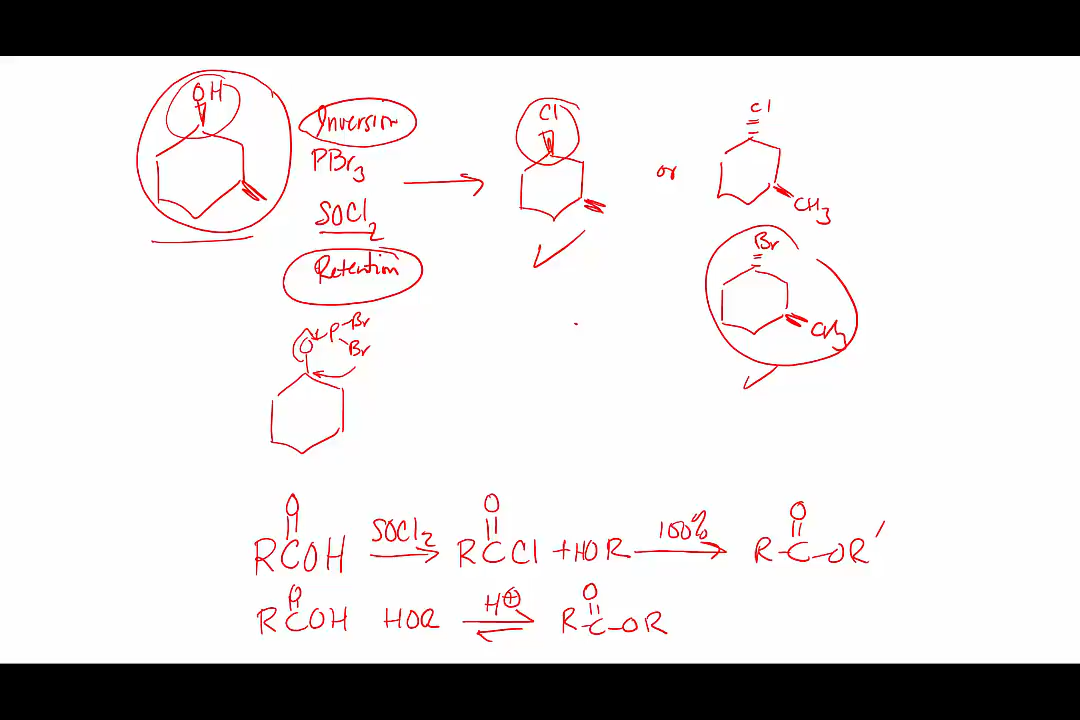 OH
Inversion
PBr3
SOCl2
Retention
Cl
or
Cl
CH3
Br
CH3
O P Br
Br
O
RCOH SOCl2
O
RCCl + HOR 100%
O
R C OR'
O
RCOH HOR H⊕
O
R C OR